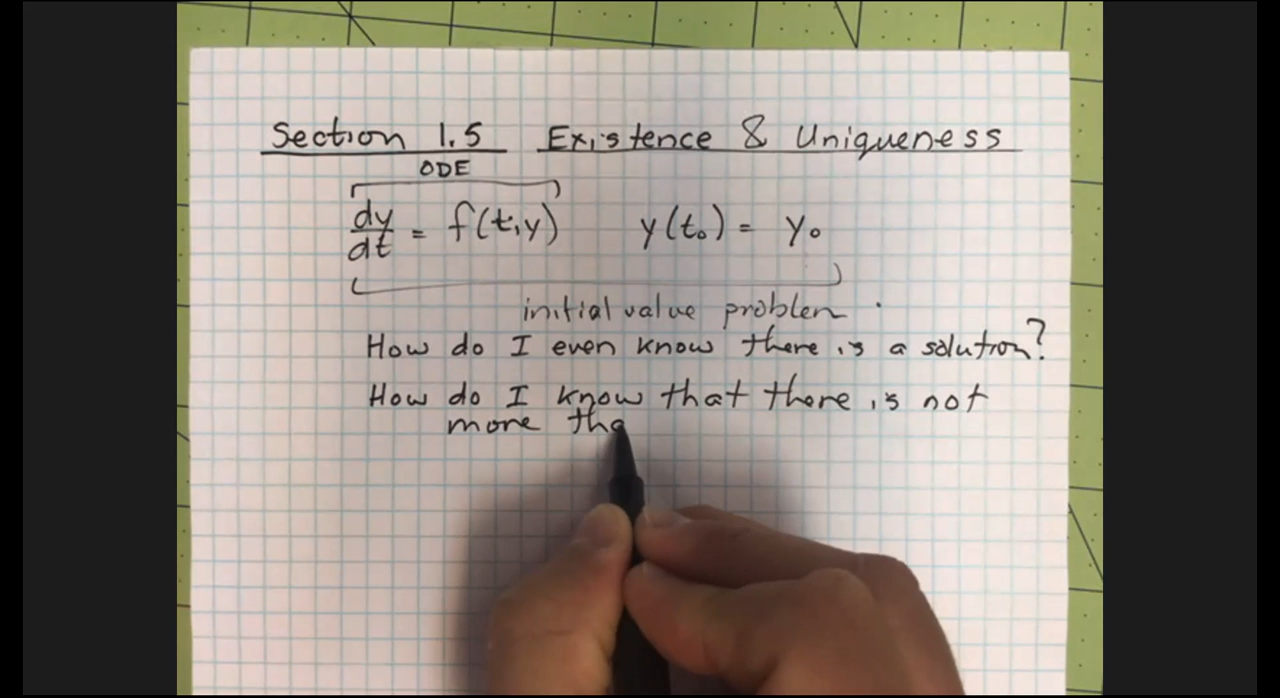 Section 1.5 Existence & Uniqueness
ODE
dy/dt = f(t,y) y(t₀) = y₀
initial value problem
How do I even know there is a solution?
How do I know that there is not
more tha